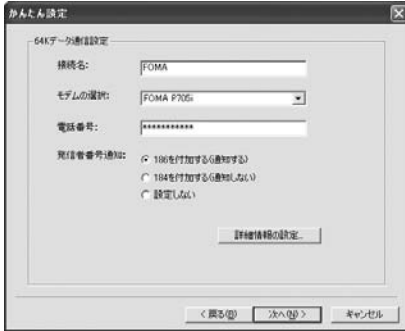 かんたん設定
64Kデータ通信設定
接続名: FOMA
モデムの選択: FOMA P705i
電話番号: ***********
発信者番号通知: 186を付加する(通知する)
184を付加する(通知しない)
設定しない
詳細情報の設定...
< 戻る(B) 次へ(N) > キャンセル